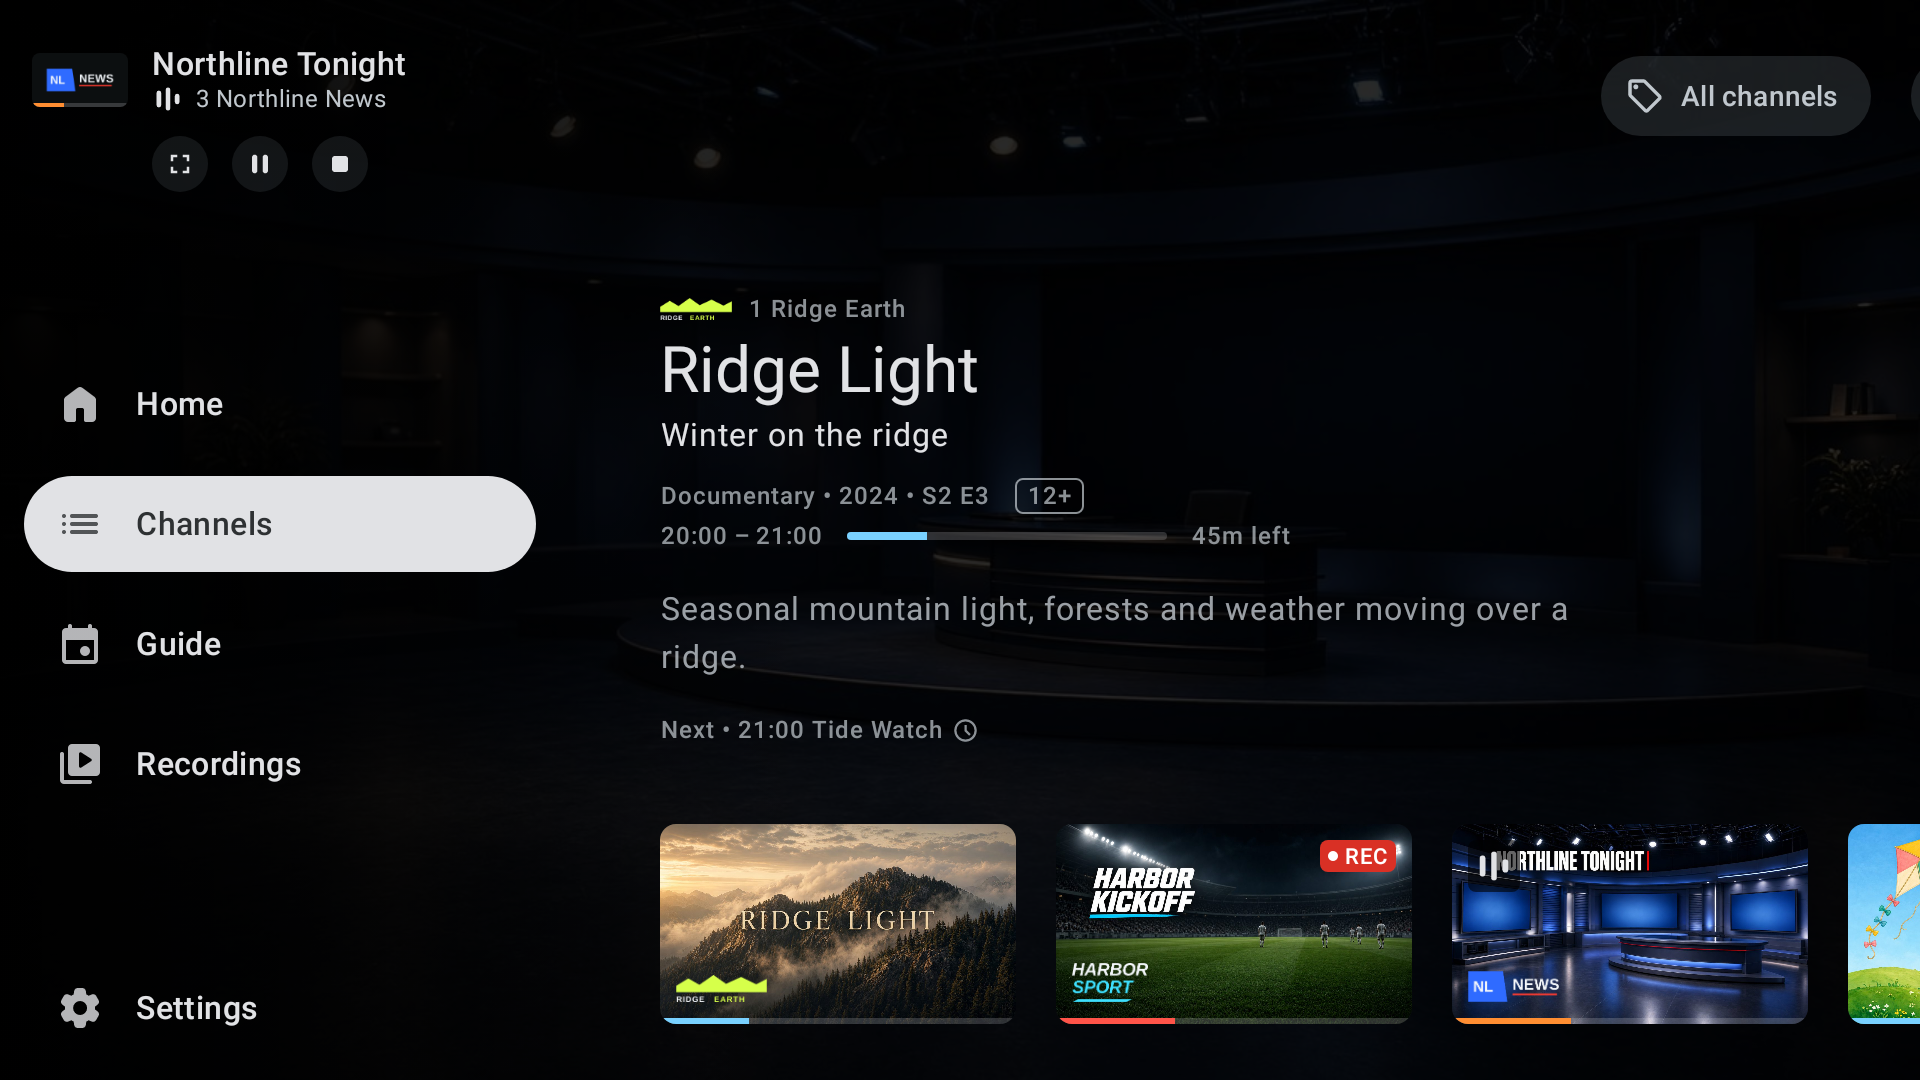 NL NEWS
Northline Tonight
3 Northline News
All channels
Home
Channels
Guide
Recordings
Settings
RIDGE EARTH
1 Ridge Earth
Ridge Light
Winter on the ridge
Documentary • 2024 • S2 E3 12+
20:00 – 21:00 45m left
Seasonal mountain light, forests and weather moving over a
ridge.
Next • 21:00 Tide Watch
RIDGE LIGHT
RIDGE EARTH
REC
HARBOR
KICKOFF
HARBOR
SPORT
NORTHLINE TONIGHT
NL NEWS